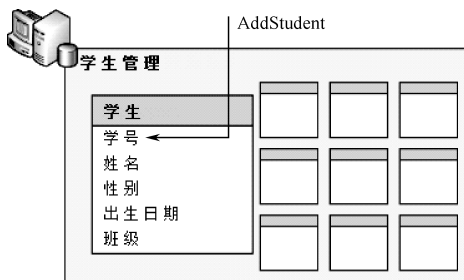 AddStudent
学生管理
学生
学号
姓名
性别
出生日期
班级